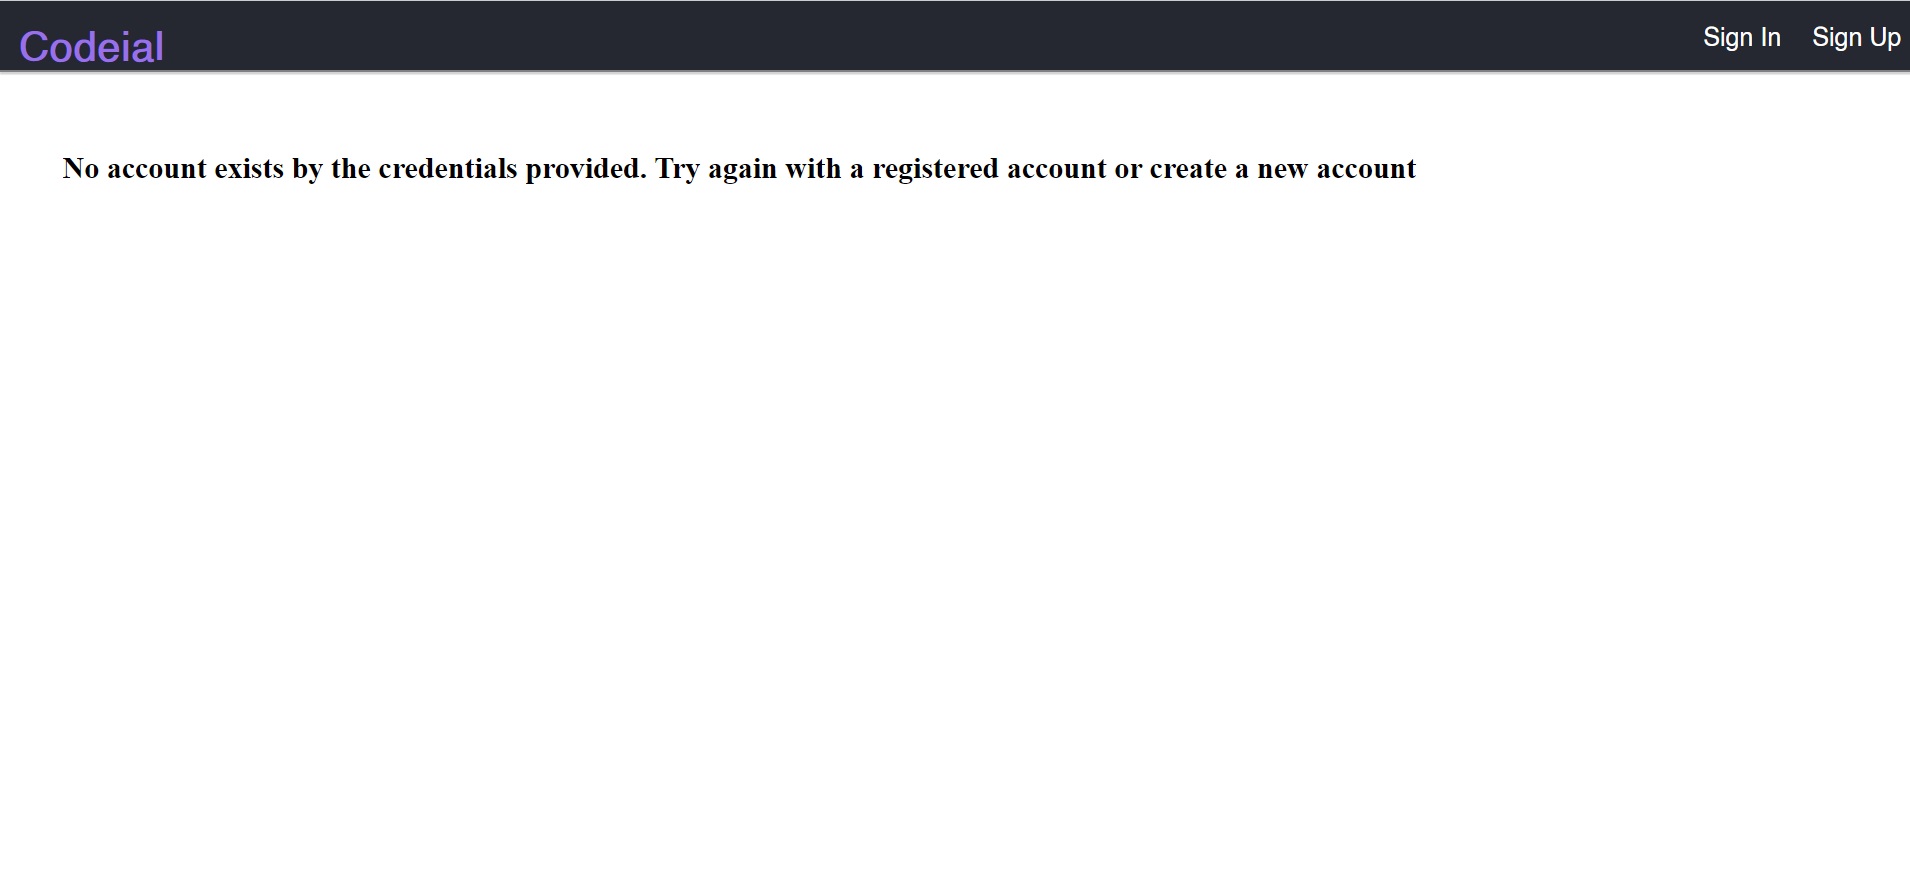 Codeial
Sign In
Sign Up
No account exists by the credentials provided. Try again with a registered account or create a new account